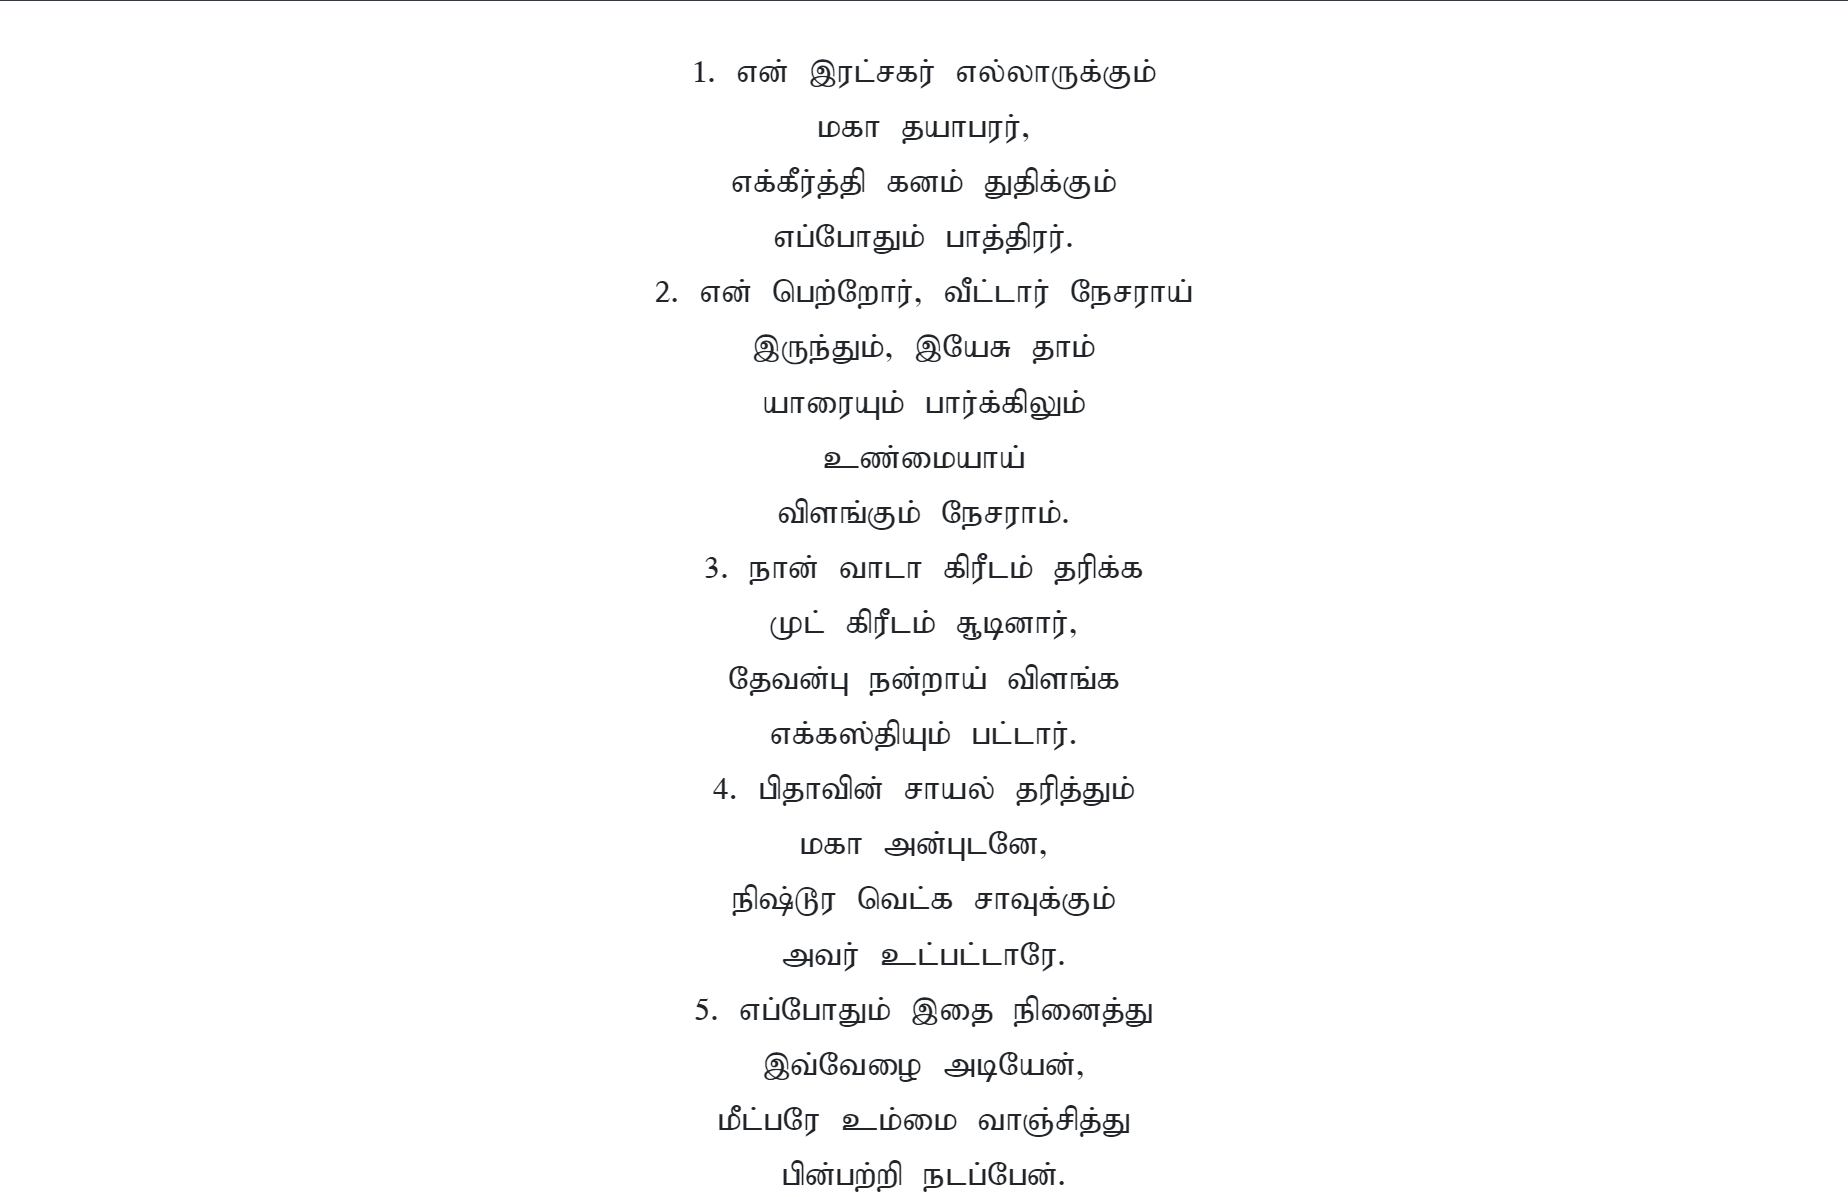 1. என் இரட்சகர் எல்லாருக்கும்
மகா தயாபரர்,
எக்கீர்த்தி கனம் துதிக்கும்
எப்போதும் பாத்திரர்.
2. என் பெற்றோர், வீட்டார் நேசராய்
இருந்தும், இயேசு தாம்
யாரையும் பார்க்கிலும்
உண்மையாய்
விளங்கும் நேசராம்.
3. நான் வாடா கிரீடம் தரிக்க
முட் கிரீடம் சூடினார்,
தேவன்பு நன்றாய் விளங்க
எக்கஸ்தியும் பட்டார்.
4. பிதாவின் சாயல் தரித்தும்
மகா அன்புடனே,
நிஷ்டூர வெட்க சாவுக்கும்
அவர் உட்பட்டாரே.
5. எப்போதும் இதை நினைத்து
இவ்வேழை அடியேன்,
மீட்பரே உம்மை வாஞ்சித்து
பின்பற்றி நடப்பேன்.